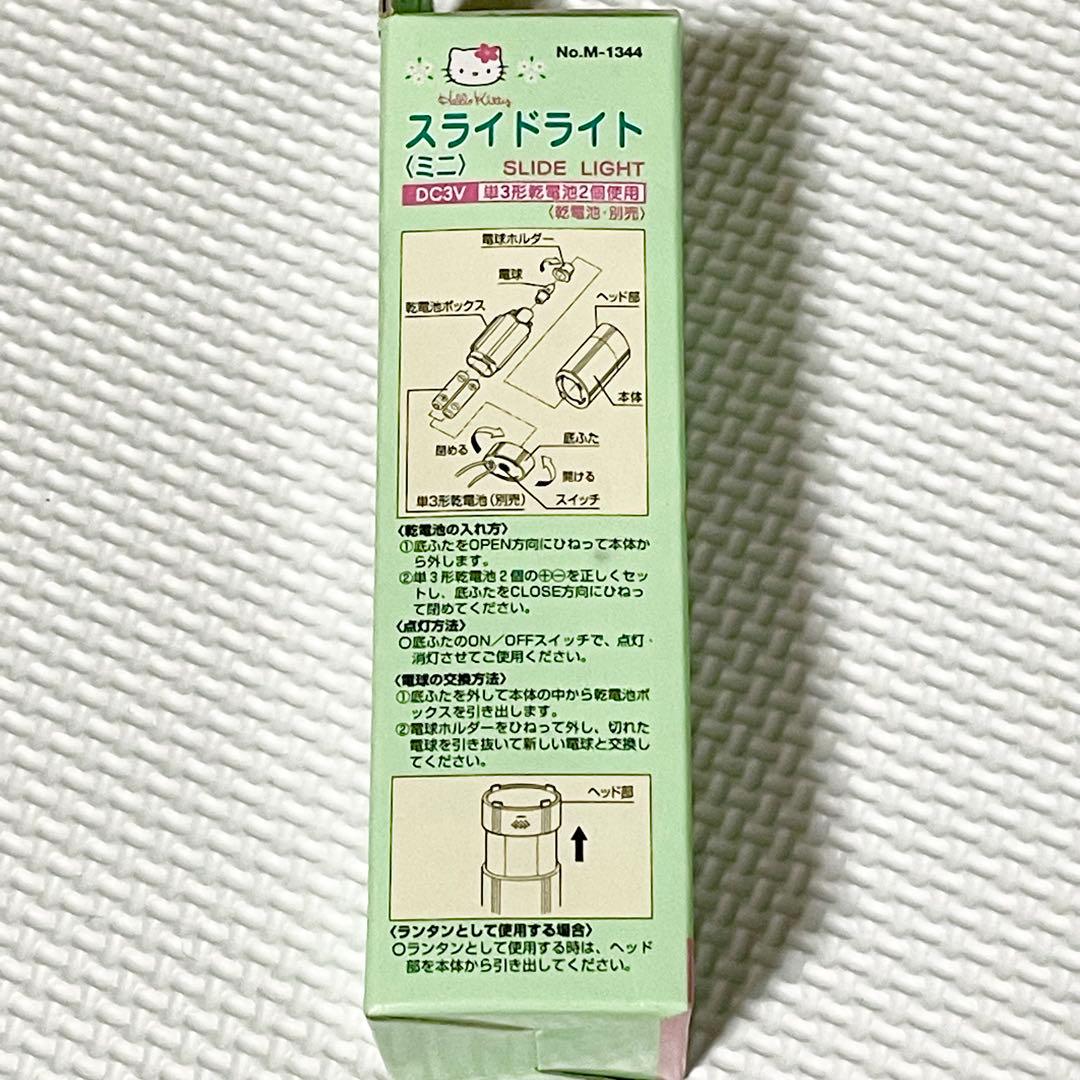 No.M-1344
Hello Kitty
スライドライト
〈ミニ〉 SLIDE LIGHT
DC3V 単3形乾電池2個使用
〈乾電池・別売〉
電球ホルダー
電球
乾電池ボックス
ヘッド部
本体
閉める
底ふた
開ける
単3形乾電池(別売)
スイッチ
〈乾電池の入れ方〉
①底ふたをOPEN方向にひねって本体か
ら外します。
②単3形乾電池2個の⊕⊖を正しくセッ
トし、底ふたをCLOSE方向にひねっ
て閉めてください。
〈点灯方法〉
○底ふたのON/OFFスイッチで、点灯・
消灯させてご使用ください。
〈電球の交換方法〉
①底ふたを外して本体の中から乾電池ボ
ックスを引き出します。
②電球ホルダーをひねって外し、切れた
電球を引き抜いて新しい電球と交換し
てください。
ヘッド部
〈ランタンとして使用する場合〉
○ランタンとして使用する時は、ヘッド
部を本体から引き出してください。